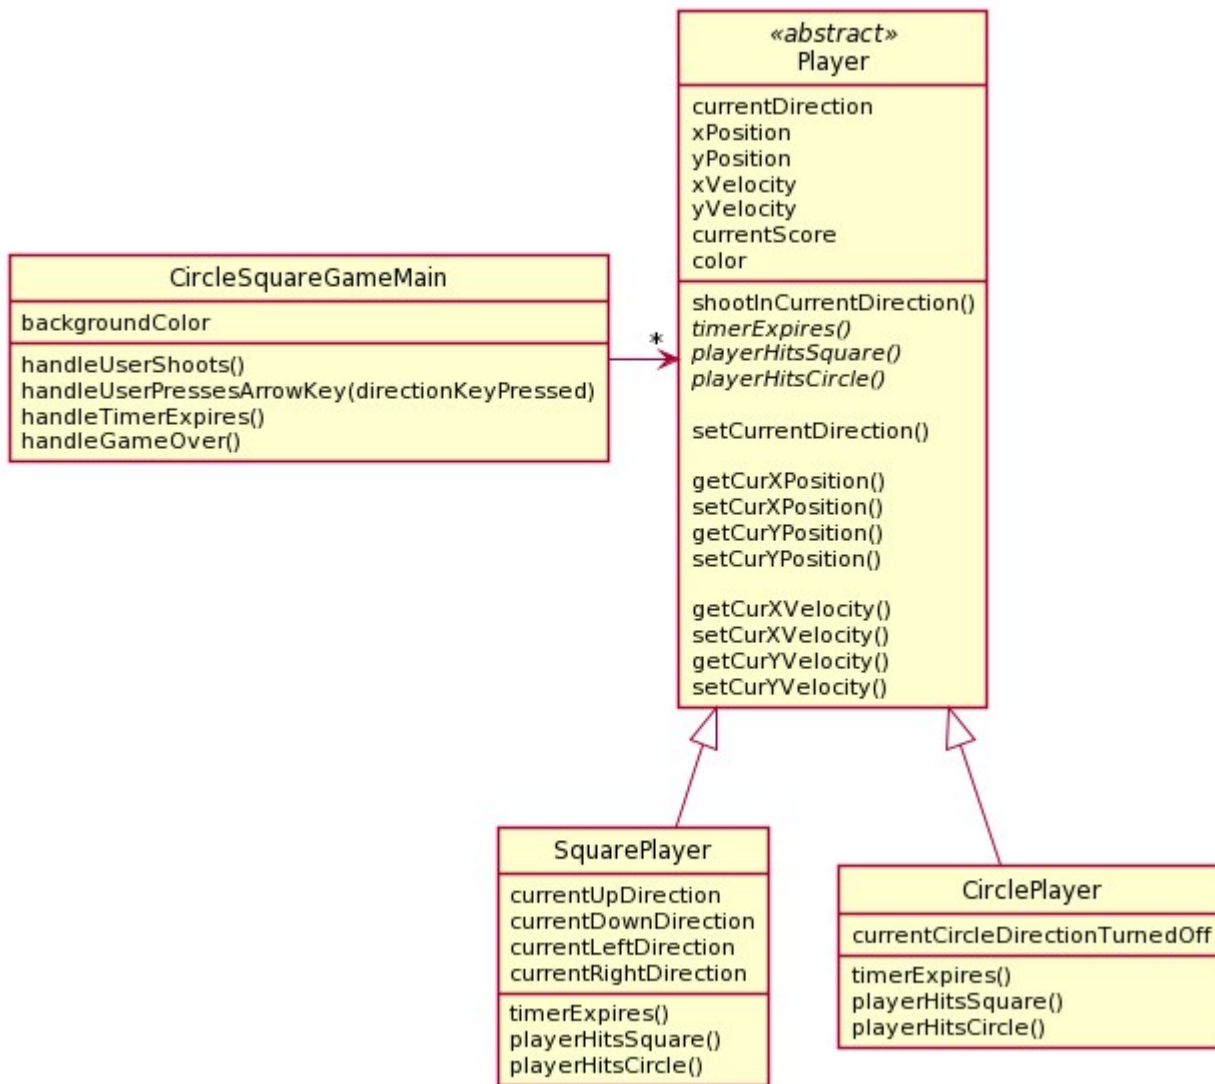 «abstract»
Player
currentDirection
xPosition
yPosition
xVelocity
yVelocity
currentScore
color
shootInCurrentDirection()
timerExpires()
playerHitsSquare()
playerHitsCircle()
setCurrentDirection()
getCurXPosition()
setCurXPosition()
getCurYPosition()
setCurYPosition()
getCurXVelocity()
setCurXVelocity()
getCurYVelocity()
setCurYVelocity()
CircleSquareGameMain
backgroundColor
handleUserShoots()
handleUserPressesArrowKey(directionKeyPressed)
handleTimerExpires()
handleGameOver()
*
SquarePlayer
currentUpDirection
currentDownDirection
currentLeftDirection
currentRightDirection
timerExpires()
playerHitsSquare()
playerHitsCircle()
CirclePlayer
currentCircleDirectionTurnedOff
timerExpires()
playerHitsSquare()
playerHitsCircle()